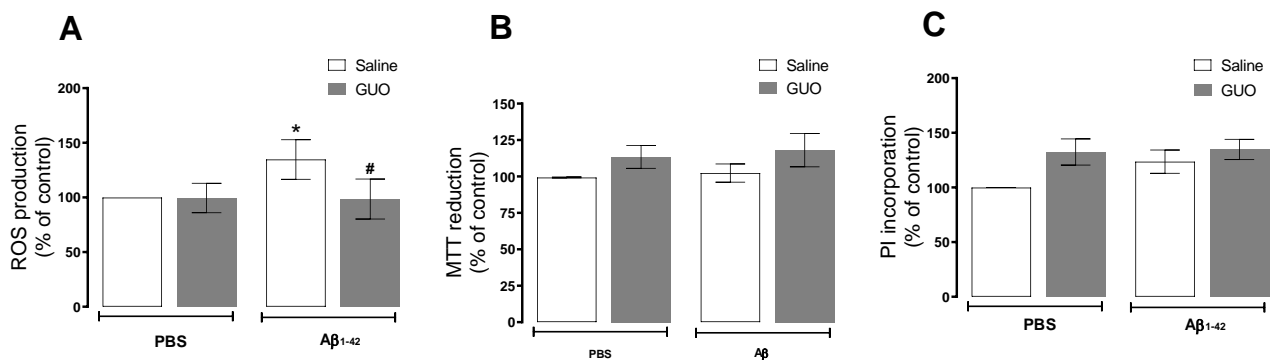 A
Saline
GUO
200
150
100
50
0
ROS production
(% of control)
*
#
PBS
Aβ1-42
B
Saline
GUO
150
125
100
75
50
25
0
MTT reduction
(% of control)
PBS
Aβ
C
Saline
GUO
200
150
100
50
0
PI incorporation
(% of control)
PBS
Aβ1-42